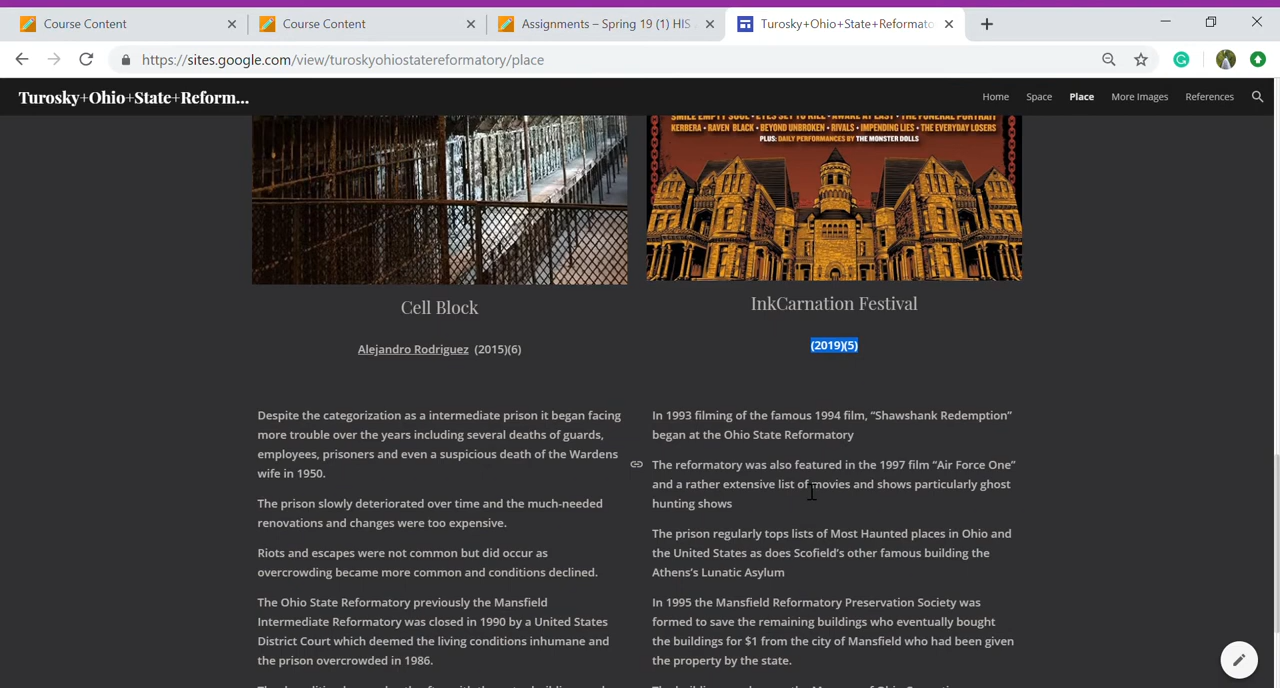 Course Content
Course Content
Assignments – Spring 19 (1) HIS
Turosky+Ohio+State+Reformato
https://sites.google.com/view/turoskyohiostatereformatory/place
Turosky+Ohio+State+Reform...
Home
Space
Place
More Images
References
SMILE EMPTY SOUL • EYES SET TO KILL • AWAKE AT LAST • THE FUNERAL PORTRAIT
KERBERA • RAVEN BLACK • BEYOND UNBROKEN • RIVALS • IMPENDING LIES • THE EVERYDAY LOSERS
PLUS: DAILY PERFORMANCES BY THE MONSTER DOLLS
Cell Block
Alejandro Rodriguez (2015)(6)
Despite the categorization as a intermediate prison it began facing
more trouble over the years including several deaths of guards,
employees, prisoners and even a suspicious death of the Wardens
wife in 1950.
The prison slowly deteriorated over time and the much-needed
renovations and changes were too expensive.
Riots and escapes were not common but did occur as
overcrowding became more common and conditions declined.
The Ohio State Reformatory previously the Mansfield
Intermediate Reformatory was closed in 1990 by a United States
District Court which deemed the living conditions inhumane and
the prison overcrowded in 1986.
InkCarnation Festival
(2019)(5)
In 1993 filming of the famous 1994 film, “Shawshank Redemption”
began at the Ohio State Reformatory
The reformatory was also featured in the 1997 film “Air Force One”
and a rather extensive list of movies and shows particularly ghost
hunting shows
The prison regularly tops lists of Most Haunted places in Ohio and
the United States as does Scofield’s other famous building the
Athens’s Lunatic Asylum
In 1995 the Mansfield Reformatory Preservation Society was
formed to save the remaining buildings who eventually bought
the buildings for $1 from the city of Mansfield who had been given
the property by the state.